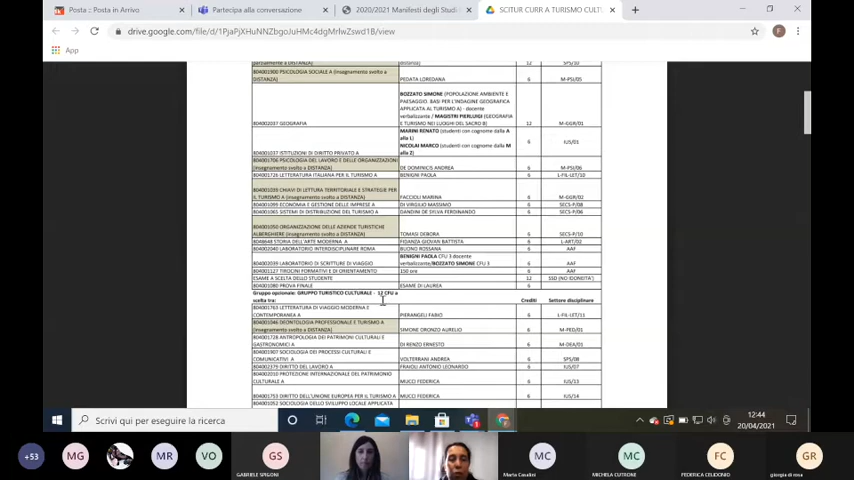 Posta :: Posta in Arrivo
Partecipa alla conversazione
2020/2021 Manifesti degli Studi
SCITUR CURR A TURISMO CULT
drive.google.com/file/d/1PjaPjXHuNNZbgoJuHMc4dgMrlwZswd1B/view
App
12 SPS/10
804001900 PSICOLOGIA SOCIALE A (insegnamento svolto a DISTANZA) PEDATA LOREDANA 6 M-PSI/05
804002037 GEOGRAFIA BOZZATO SIMONE (POPOLAZIONE AMBIENTE E PAESAGGIO. BASI PER L'INDAGINE GEOGRAFICA APPLICATA AL TURISMO A) - docente verbalizzante / MAGISTRI PIERLUIGI (GEOGRAFIA E TURISMO NEI LUOGHI DEL SACRO B) 12 M-GGR/01
804001037 ISTITUZIONI DI DIRITTO PRIVATO A MARINI RENATO (studenti con cognome dalla A alla L) NICOLAI MARCO (studenti con cognome dalla M alla Z) 6 IUS/01
804001706 PSICOLOGIA DEL LAVORO E DELLE ORGANIZZAZIONI (insegnamento svolto a DISTANZA) DE DOMINICIS ANDREA 6 M-PSI/06
804001726 LETTERATURA ITALIANA PER IL TURISMO A BENIGNI PAOLA 6 L-FIL-LET/10
804001039 CHIAVI DI LETTURA TERRITORIALE E STRATEGIE PER IL TURISMO A (insegnamento svolto a DISTANZA) FACCIOLI MARINA 6 M-GGR/02
804001099 ECONOMIA E GESTIONE DELLE IMPRESE A DI VIRGILIO MASSIMO 6 SECS-P/08
804001065 SISTEMI DI DISTRIBUZIONE DEL TURISMO A DANDINI DE SYLVA FERDINANDO 6 SECS-P/06
804001050 ORGANIZZAZIONE DELLE AZIENDE TURISTICHE ALBERGHIERE (insegnamento svolto a DISTANZA) TOMASI DEBORA 6 SECS-P/10
8046648 STORIA DELL'ARTE MODERNA A FIDANZA GIOVAN BATTISTA 6 L-ART/02
804002040 LABORATORIO INTERDISCIPLINARE ROMA BUONO ROSSANA 6 AAF
804002039 LABORATORIO DI SCRITTURE DI VIAGGIO BENIGNI PAOLA CFU 3 docente verbalizzante/BOZZATO SIMONE CFU 3 6 AAF
804001127 TIROCINI FORMATIVI E DI ORIENTAMENTO 150 ore 6 AAF
ESAME A SCELTA DELLO STUDENTE 12 SSD (NO IDONEITA')
804001080 PROVA FINALE ESAME DI LAUREA 6
Gruppo opzionale: GRUPPO TURISTICO CULTURALE - 12 CFU a scelta tra: Crediti Settore disciplinare
804001763 LETTERATURA DI VIAGGIO MODERNA E CONTEMPORANEA A PIERANGELI FABIO 6 L-FIL-LET/11
804001046 DEONTOLOGIA PROFESSIONALE E TURISMO A (insegnamento svolto a DISTANZA) SIMONE DRONZO AURELIO 6 M-PED/01
804001728 ANTROPOLOGIA DEI PATRIMONI CULTURALI E GASTRONOMICI A DI RENZO ERNESTO 6 M-DEA/01
804001907 SOCIOLOGIA DEI PROCESSI CULTURALI E COMUNICATIVI A VOLTERRANI ANDREA 6 SPS/08
804002379 DIRITTO DEL LAVORO A FRAIOLI ANTONIO LEONARDO 6 IUS/07
804002010 PROTEZIONE INTERNAZIONALE DEL PATRIMONIO CULTURALE A MUCCI FEDERICA 6 IUS/13
804001753 DIRITTO DELL'UNIONE EUROPEA PER IL TURISMO A MUCCI FEDERICA 6 IUS/14
804001052 SOCIOLOGIA DELLO SVILUPPO LOCALE APPLICATA
Scrivi qui per eseguire la ricerca
12:44
20/04/2021
+53
MG
MR
VO
GS
GABRIELE SPIGONI
MC
Marta Casalini
MC
MICHELA CUTRONE
FC
FEDERICA CELIDONIO
GR
giorgia di rosa